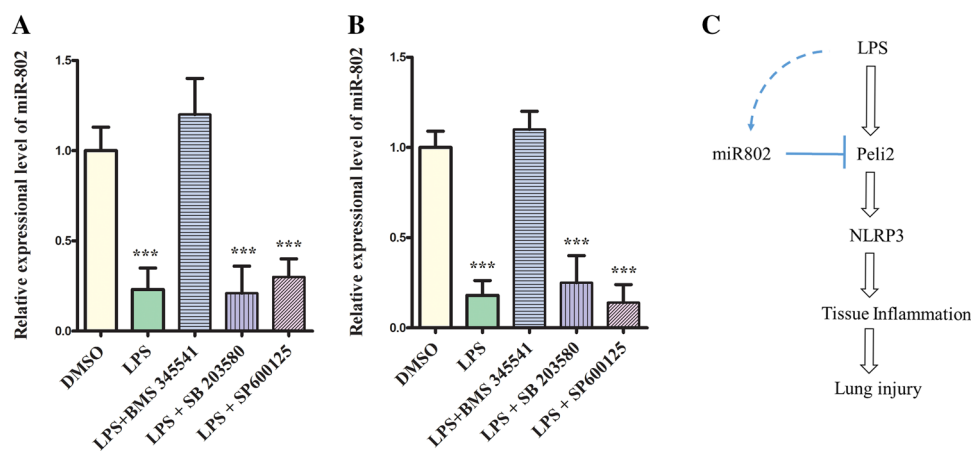 A
Relative expressional level of miR-802
1.5
1.0
0.5
0.0
***
***
***
DMSO
LPS
LPS+BMS 345541
LPS + SB 203580
LPS + SP600125
B
Relative expressional level of miR-802
1.5
1.0
0.5
0.0
***
***
***
DMSO
LPS
LPS+BMS 345541
LPS + SB 203580
LPS + SP600125
C
LPS
miR802
Peli2
NLRP3
Tissue Inflammation
Lung injury